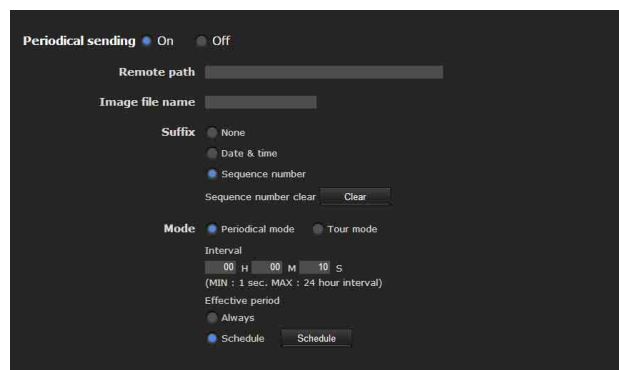 Periodical sending On Off
Remote path
Image file name
Suffix None
Date & time
Sequence number
Sequence number clear Clear
Mode Periodical mode Tour mode
Interval
00 H 00 M 10 S
(MIN : 1 sec. MAX : 24 hour interval)
Effective period
Always
Schedule Schedule